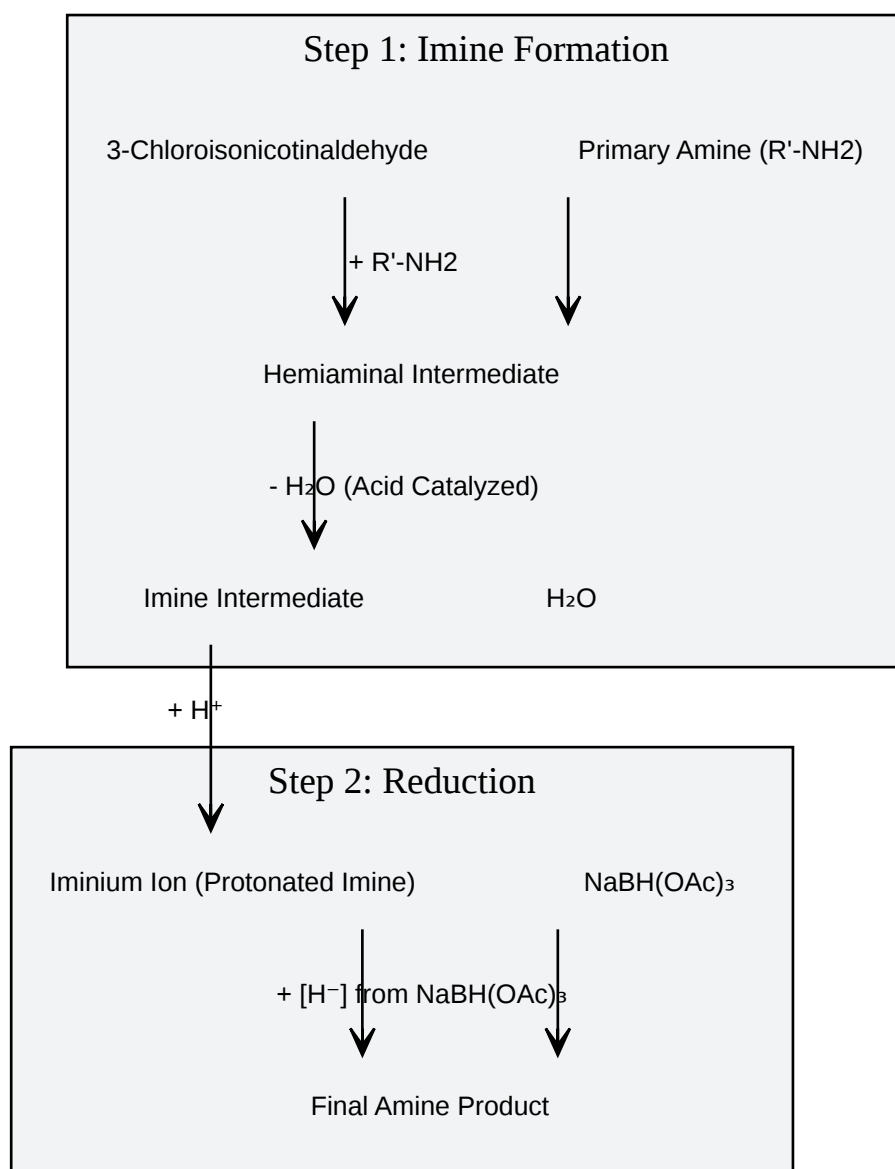 Step 1: Imine Formation
3-Chloroisonicotinaldehyde
Primary Amine (R'-NH2)
+ R'-NH2
Hemiaminal Intermediate
- H₂O (Acid Catalyzed)
Imine Intermediate
H₂O
+ H⁺
Step 2: Reduction
Iminium Ion (Protonated Imine)
NaBH(OAc)₃
+ [H⁻] from NaBH(OAc)₃
Final Amine Product